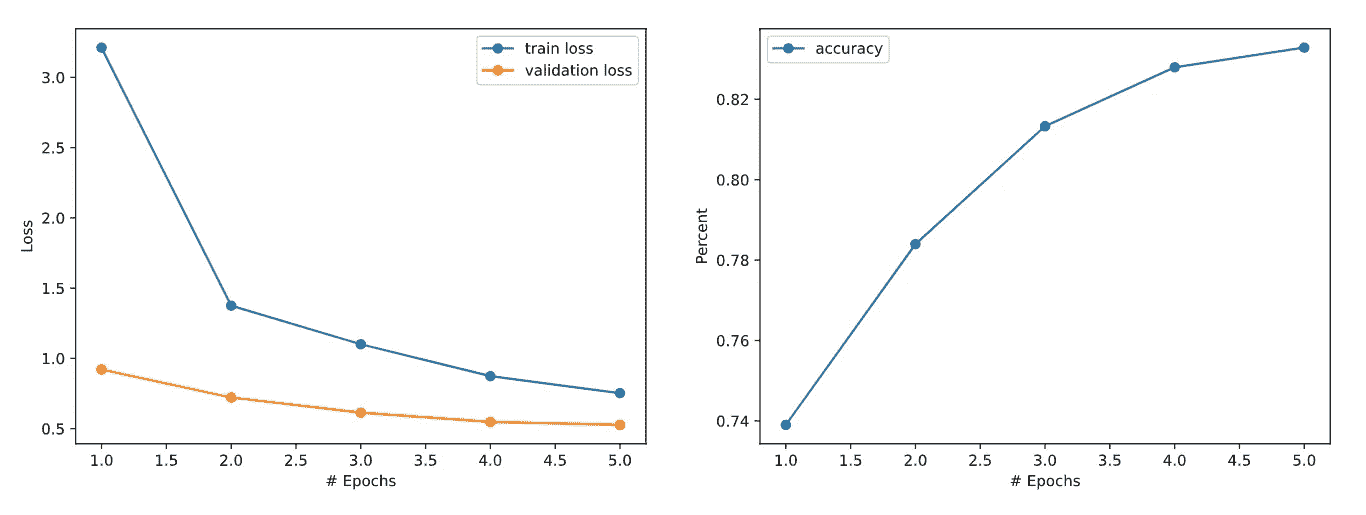 train loss
validation loss
3.0
2.5
2.0
1.5
1.0
0.5
Loss
1.0 1.5 2.0 2.5 3.0 3.5 4.0 4.5 5.0
# Epochs
accuracy
0.82
0.80
0.78
0.76
0.74
Percent
1.0 1.5 2.0 2.5 3.0 3.5 4.0 4.5 5.0
# Epochs